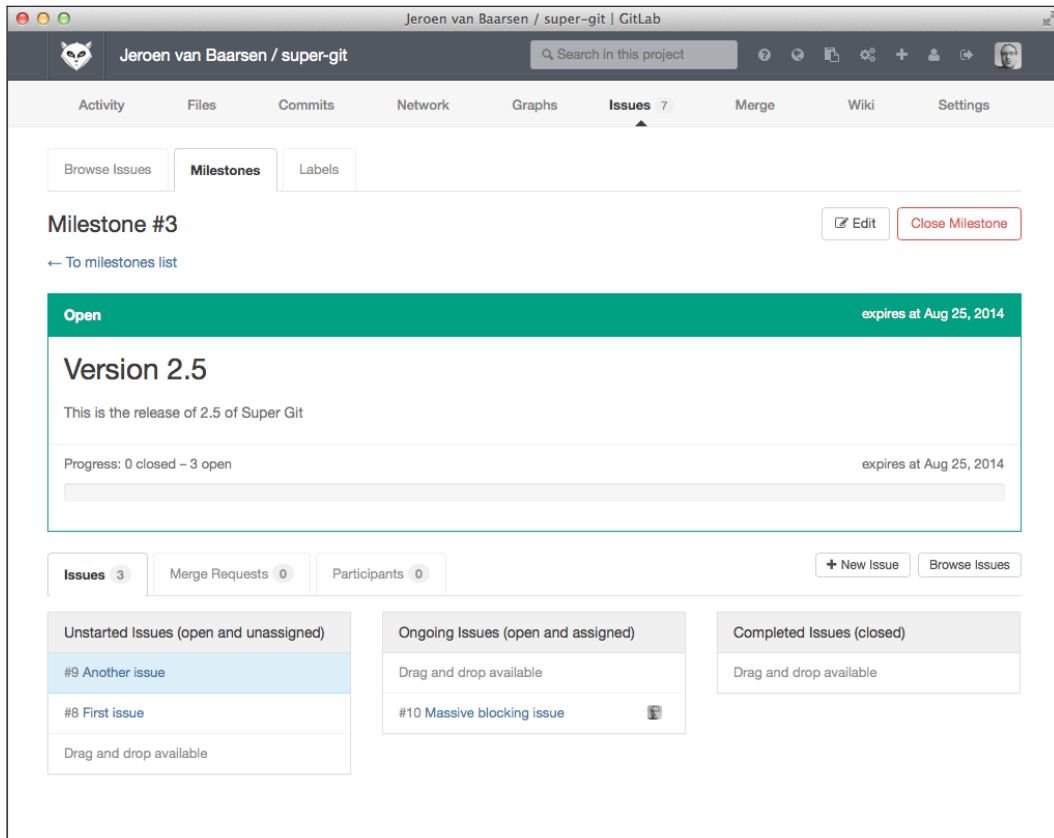 Jeroen van Baarsen / super-git | GitLab
Jeroen van Baarsen / super-git
Search in this project
Activity Files Commits Network Graphs Issues 7 Merge Wiki Settings
Browse Issues Milestones Labels
Milestone #3
Edit Close Milestone
← To milestones list
Open expires at Aug 25, 2014
Version 2.5
This is the release of 2.5 of Super Git
Progress: 0 closed – 3 open expires at Aug 25, 2014
Issues 3 Merge Requests 0 Participants 0 + New Issue Browse Issues
Unstarted Issues (open and unassigned) Ongoing Issues (open and assigned) Completed Issues (closed)
#9 Another issue Drag and drop available Drag and drop available
#8 First issue #10 Massive blocking issue
Drag and drop available